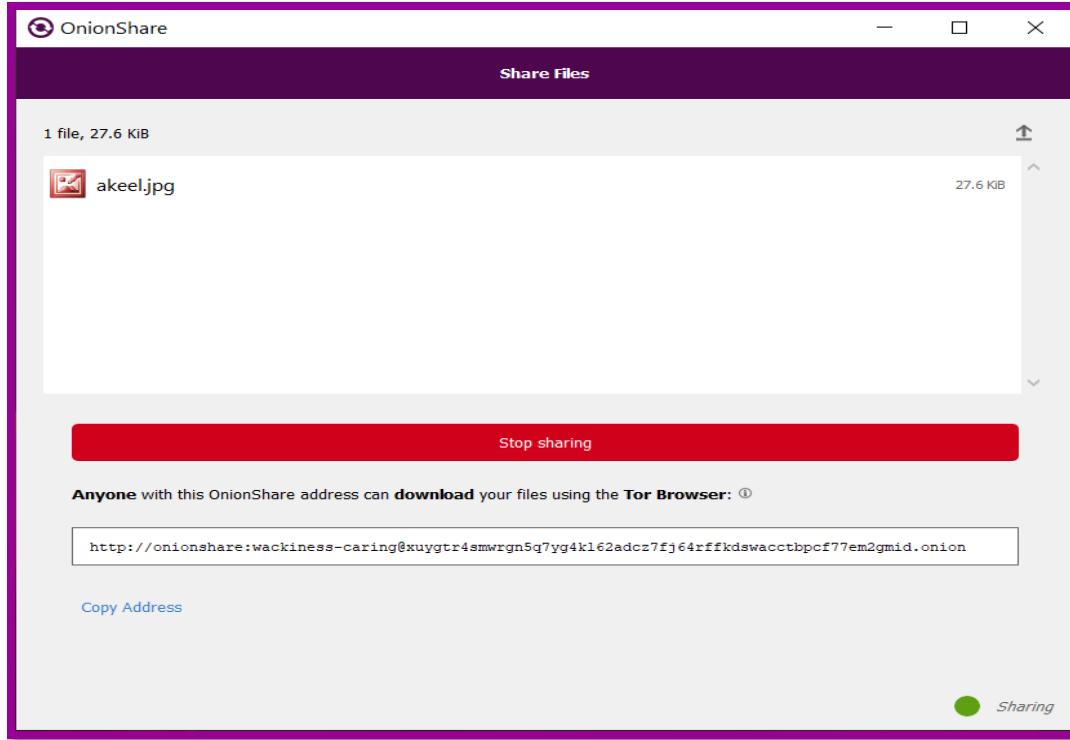 OnionShare
Share Files
1 file, 27.6 KiB
akeel.jpg 27.6 KiB
Stop sharing
Anyone with this OnionShare address can download your files using the Tor Browser:
http://onionshare:wackiness-caring@xuygtr4smwrgn5q7yg4kl62adcz7fj64rffkdswacctbpcf77em2gmid.onion
Copy Address
Sharing